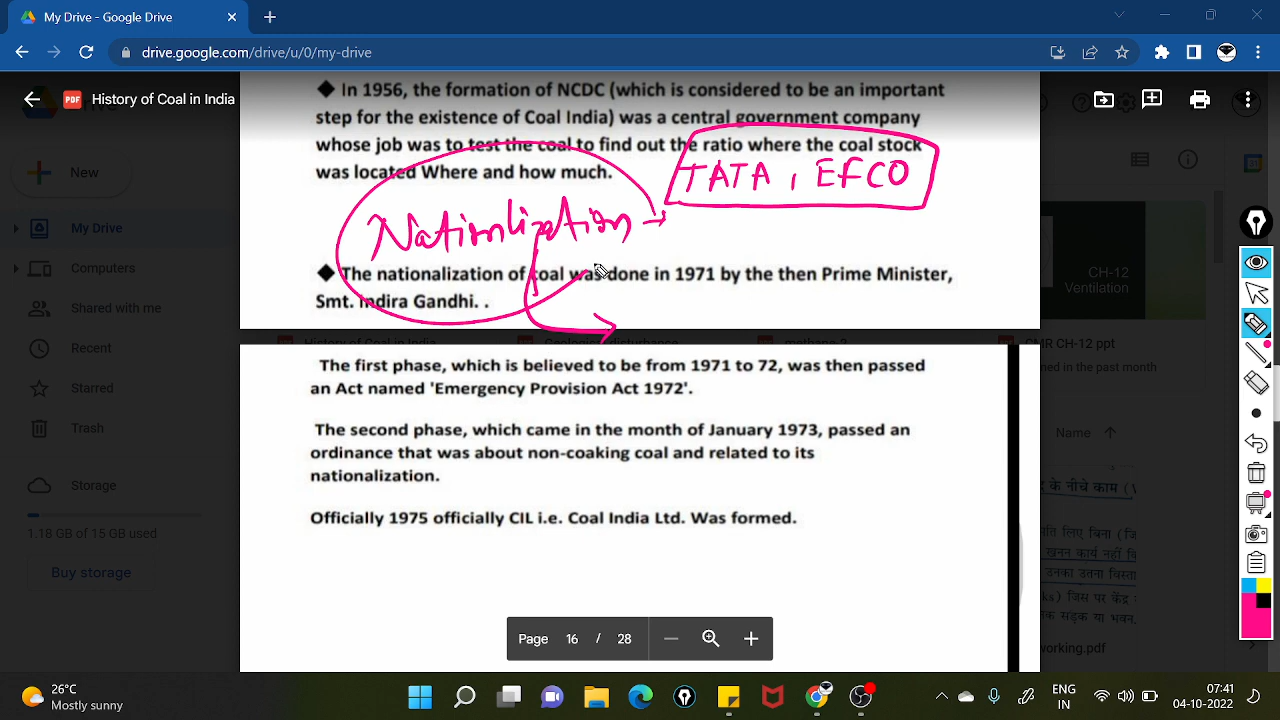 My Drive - Google Drive
drive.google.com/drive/u/0/my-drive
PDF
History of Coal in India
New
My Drive
Computers
Shared with me
Recent
Starred
Trash
Storage
1.18 GB of 15 GB used
Buy storage
◆ In 1956, the formation of NCDC (which is considered to be an important
step for the existence of Coal India) was a central government company
whose job was to test the coal to find out the ratio where the coal stock
was located Where and how much.
TATA, EFCO
Nationlization
◆ The nationalization of coal was done in 1971 by the then Prime Minister,
Smt. Indira Gandhi. .
The first phase, which is believed to be from 1971 to 72, was then passed
an Act named 'Emergency Provision Act 1972'.
The second phase, which came in the month of January 1973, passed an
ordinance that was about non-coaking coal and related to its
nationalization.
Officially 1975 officially CIL i.e. Coal India Ltd. Was formed.
Page 16 / 28
CH-12
Ventilation
CMR CH-12 ppt
in the past month
Name
के नीचे काम
26°C
Mostly sunny
ENG
IN
07:41
04-10-2022